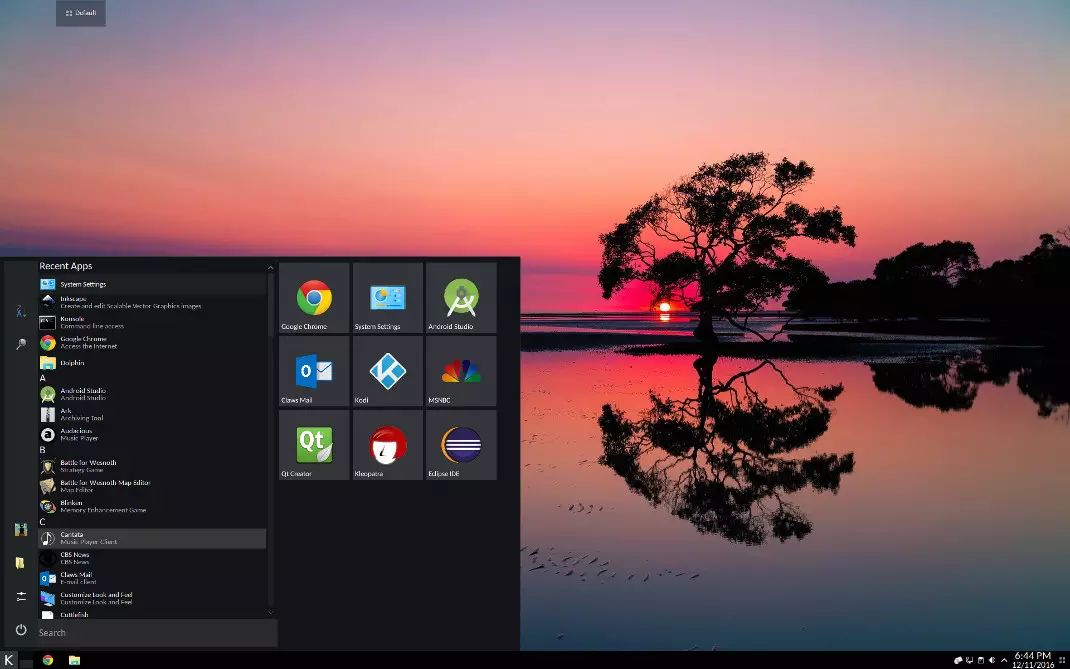 Default
Recent Apps
System Settings
Inkscape
Create and edit Scalable Vector Graphics images
Konsole
Command line access
Google Chrome
Access the Internet
Dolphin
A
Android Studio
Android Studio
Ark
Archiving Tool
Audacious
Music Player
B
Battle for Wesnoth
Strategy Game
Battle for Wesnoth Map Editor
Map Editor
Blinken
Memory Enhancement Game
C
Cantata
Music Player Client
CBS News
CBS News
Claws Mail
E-mail client
Customize Look and Feel
Customize Look and Feel
Cuttlefish
Search
Google Chrome
System Settings
Android Studio
Claws Mail
Kodi
MSNBC
Qt
Qt Creator
Kleopatra
Eclipse IDE
6:44 PM
12/11/2016